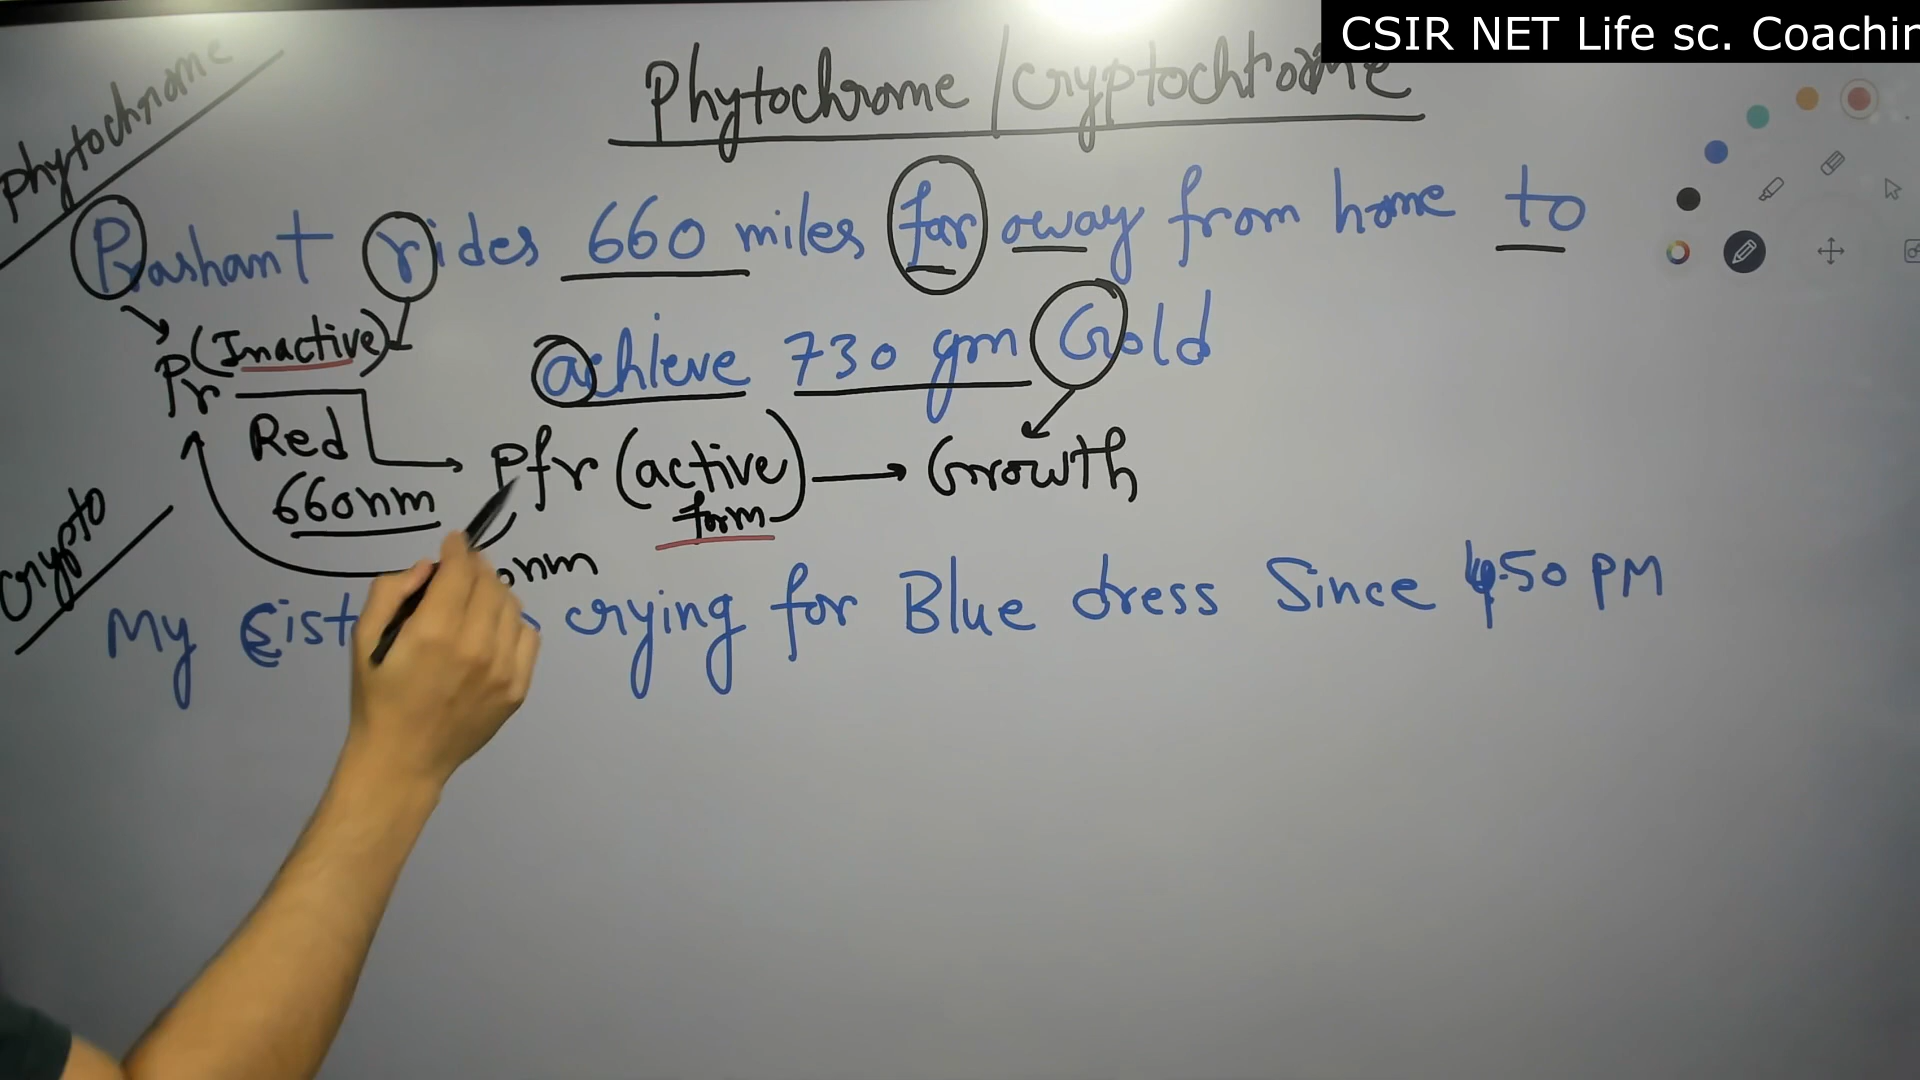 CSIR NET Life sc. Coachin
Phytochrome / Cryptochrome
Phytochrome
Prashant rides 660 miles far away from home to
achieve 730 gm Gold
Pr (Inactive)
Red
660nm
Pfr (active form) → Growth
nm
Crypto
My crying for Blue dress Since 4.50 PM